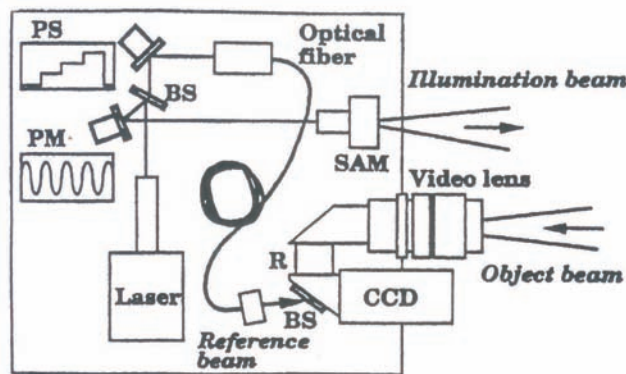 PS
Optical
fiber
Illumination beam
BS
PM
SAM
Video lens
R
Laser
CCD
Object beam
BS
Reference
beam